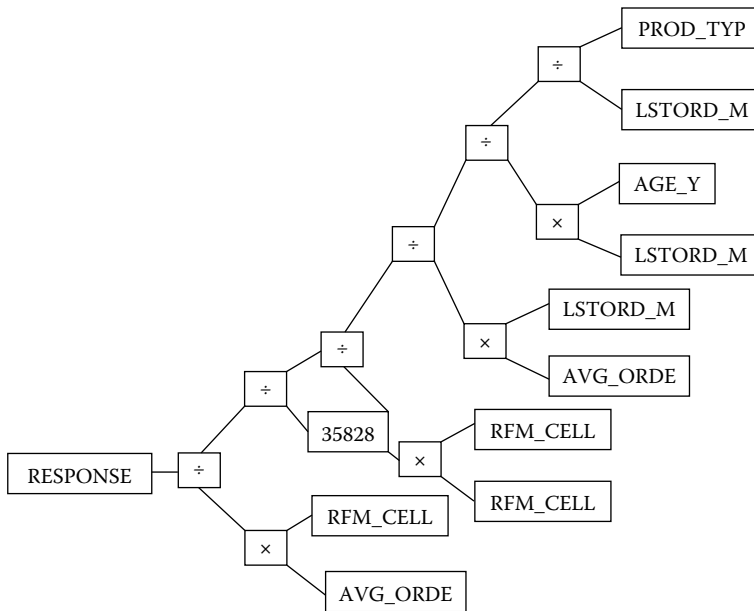 PROD_TYP
÷
LSTORD_M
÷
AGE_Y
×
LSTORD_M
÷
LSTORD_M
÷
×
AVG_ORDE
÷
35828
RFM_CELL
×
RESPONSE
÷
RFM_CELL
RFM_CELL
×
AVG_ORDE